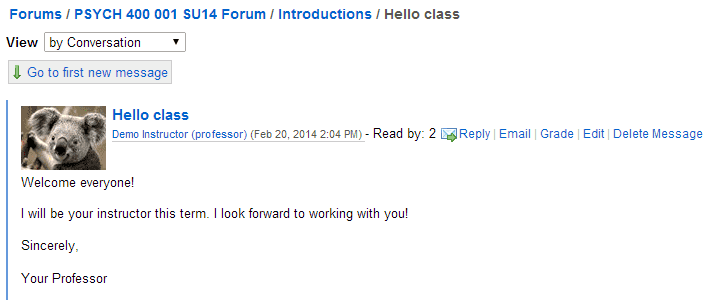 Forums / PSYCH 400 001 SU14 Forum / Introductions / Hello class
View by Conversation
Go to first new message
Hello class
Demo Instructor (professor) (Feb 20, 2014 2:04 PM) - Read by: 2 Reply | Email | Grade | Edit | Delete Message
Welcome everyone!
I will be your instructor this term. I look forward to working with you!
Sincerely,
Your Professor